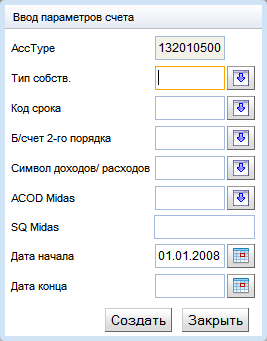 Ввод параметров счета
AccType 132010500
Тип собств.
Код срока
Б/счет 2-го порядка
Символ доходов/ расходов
ACOD Midas
SQ Midas
Дата начала 01.01.2008
Дата конца
Создать Закрыть